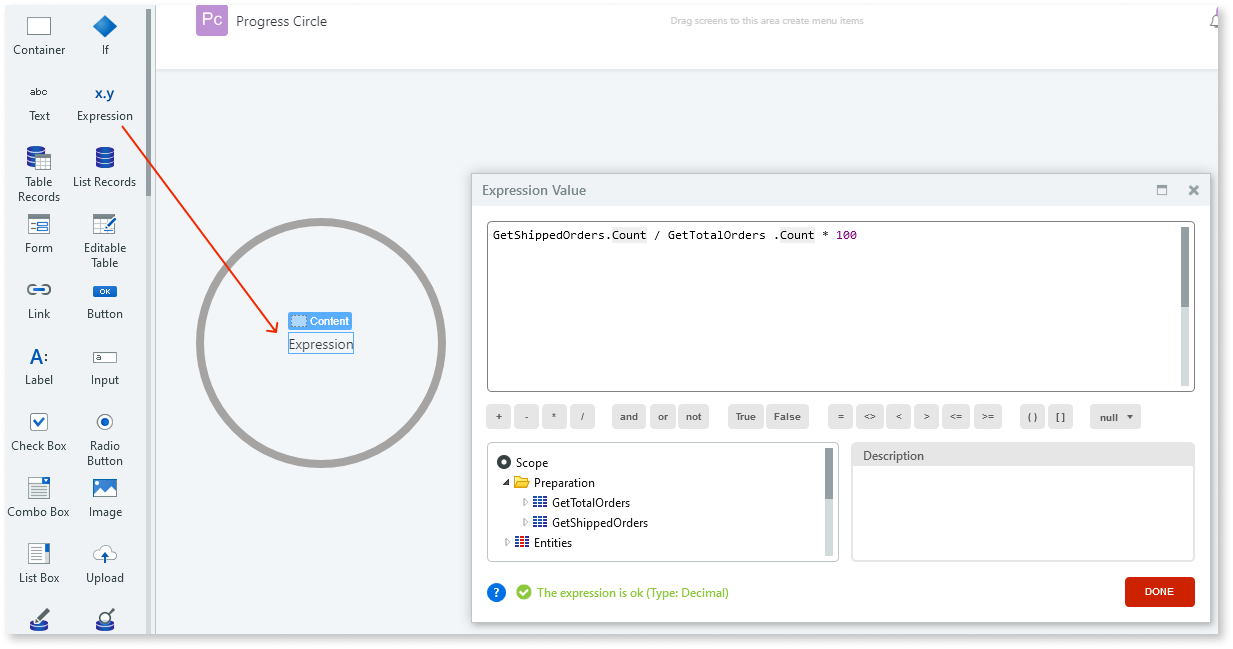 Pc Progress Circle
Drag screens to this area create menu items
Container
If
abc
Text
x.y
Expression
Table Records
List Records
Form
Editable Table
Link
OK
Button
A:
Label
a
Input
Check Box
Radio Button
Combo Box
Image
List Box
Upload
Content
Expression
Expression Value
GetShippedOrders.Count / GetTotalOrders .Count * 100
+ - * / and or not True False = <> < > <= >= ( ) [ ] null
Scope
Preparation
GetTotalOrders
GetShippedOrders
Entities
Description
? The expression is ok (Type: Decimal)
DONE